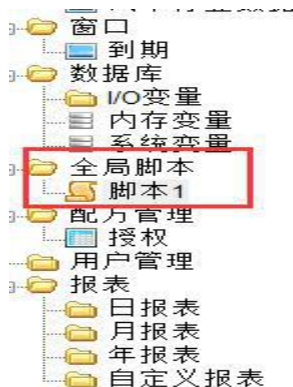 窗口
到期
数据库
I/O变量
内存变量
系统变量
全局脚本
脚本1
配方管理
授权
用户管理
报表
日报表
月报表
年报表
自定义报表